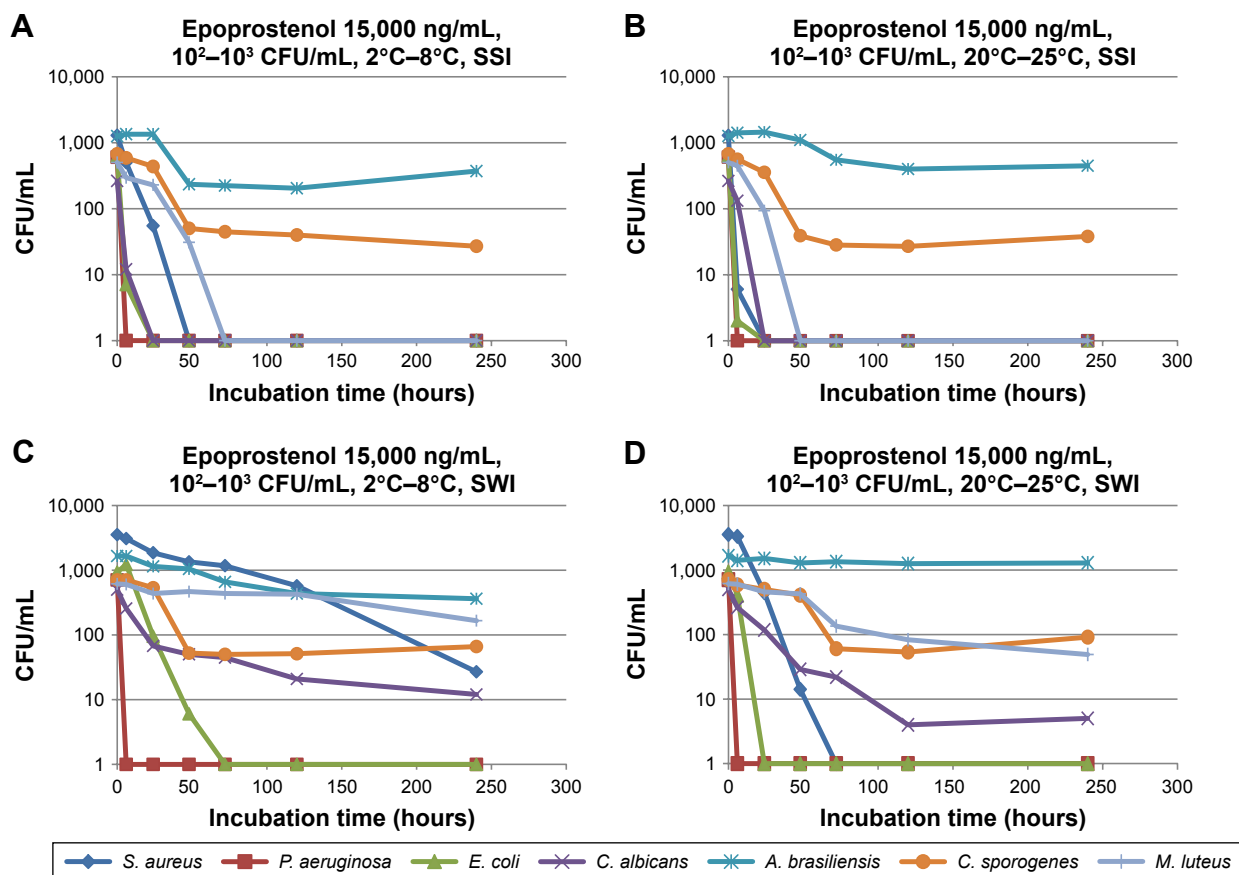 A
Epoprostenol 15,000 ng/mL,
10²–10³ CFU/mL, 2°C–8°C, SSI
10,000
1,000
100
10
1
CFU/mL
0 50 100 150 200 250 300
Incubation time (hours)
B
Epoprostenol 15,000 ng/mL,
10²–10³ CFU/mL, 20°C–25°C, SSI
10,000
1,000
100
10
1
CFU/mL
0 50 100 150 200 250 300
Incubation time (hours)
C
Epoprostenol 15,000 ng/mL,
10²–10³ CFU/mL, 2°C–8°C, SWI
10,000
1,000
100
10
1
CFU/mL
0 50 100 150 200 250 300
Incubation time (hours)
D
Epoprostenol 15,000 ng/mL,
10²–10³ CFU/mL, 20°C–25°C, SWI
10,000
1,000
100
10
1
CFU/mL
0 50 100 150 200 250 300
Incubation time (hours)
S. aureus P. aeruginosa E. coli C. albicans A. brasiliensis C. sporogenes M. luteus